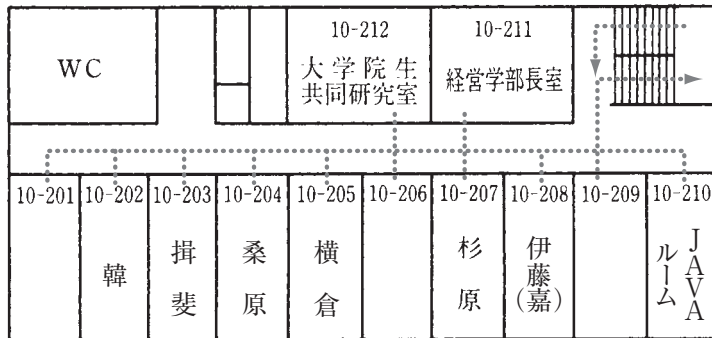 10-212
10-211
WC
大学院生
共同研究室
経営学部長室
10-201
10-202
10-203
10-204
10-205
10-206
10-207
10-208
10-209
10-210
韓
揖斐
桑原
横倉
杉原
伊藤(嘉)
JAVA
ルーム